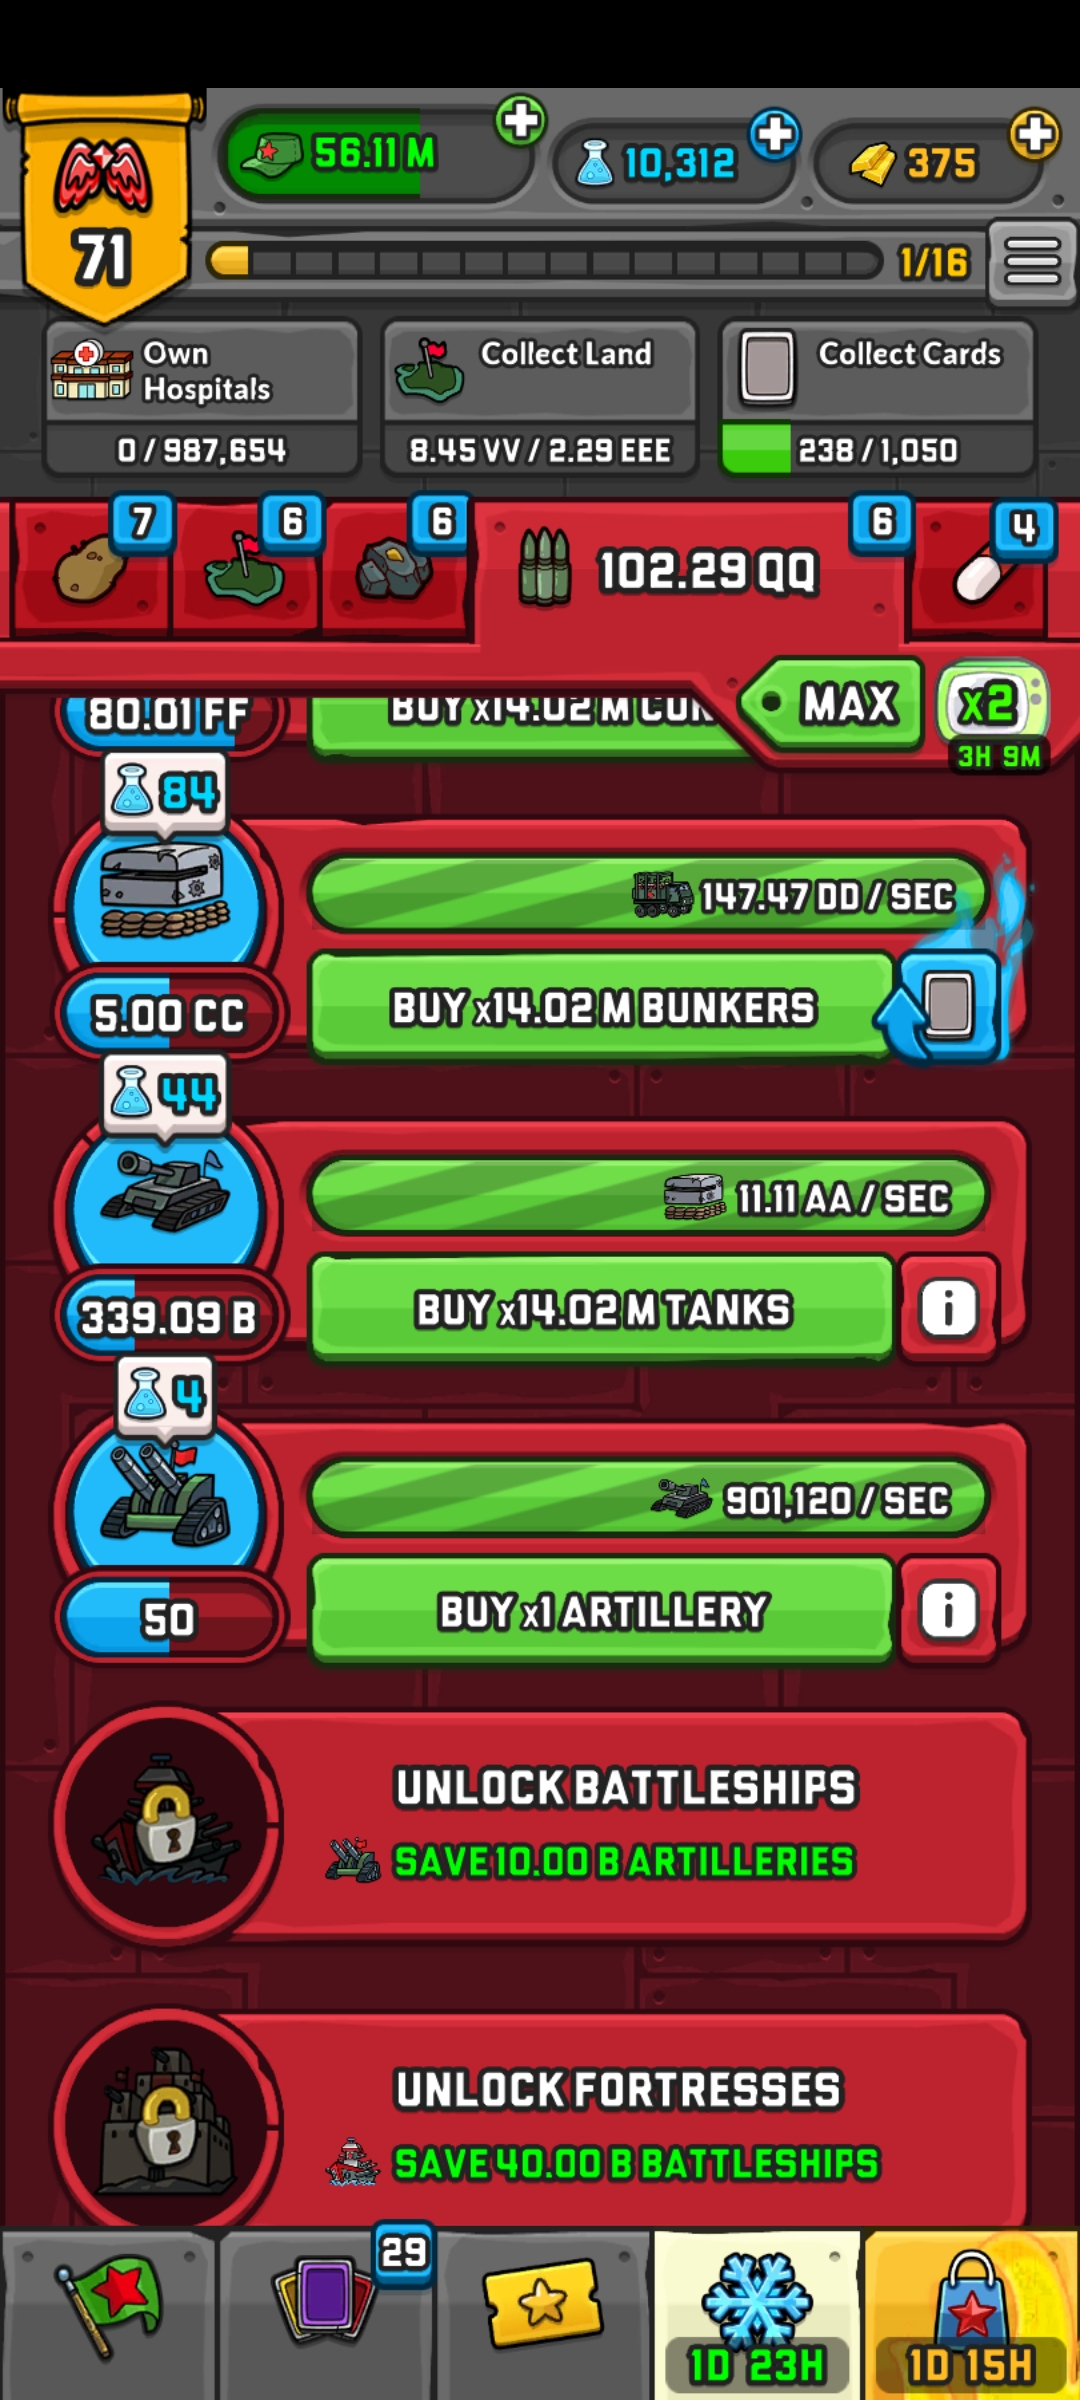 56.11 M
10,312
375
71
1/16
Own
Hospitals
0 / 987,654
Collect Land
8.45 VV / 2.29 EEE
Collect Cards
238 / 1,050
7
6
6
102.29 QQ
6
4
MAX
x2
3H 9M
80.01 FF
BUY x14.02 M
84
147.47 DD / SEC
BUY x14.02 M BUNKERS
5.00 CC
44
11.11 AA / SEC
BUY x14.02 M TANKS
i
339.09 B
4
901,120 / SEC
BUY x1 ARTILLERY
i
50
UNLOCK BATTLESHIPS
SAVE 10.00 B ARTILLERIES
UNLOCK FORTRESSES
SAVE 40.00 B BATTLESHIPS
29
1D 23H
1D 15H